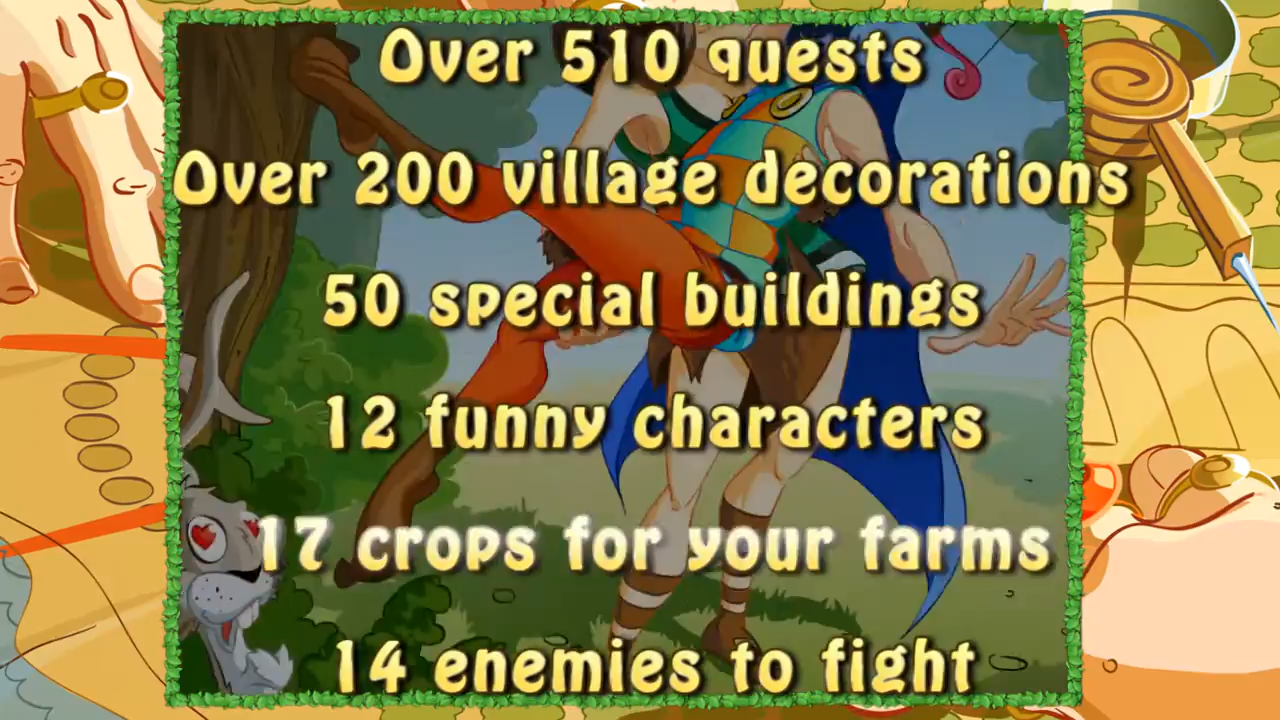 Over 510 quests
Over 200 village decorations
50 special buildings
12 funny characters
17 crops for your farms
14 enemies to fight